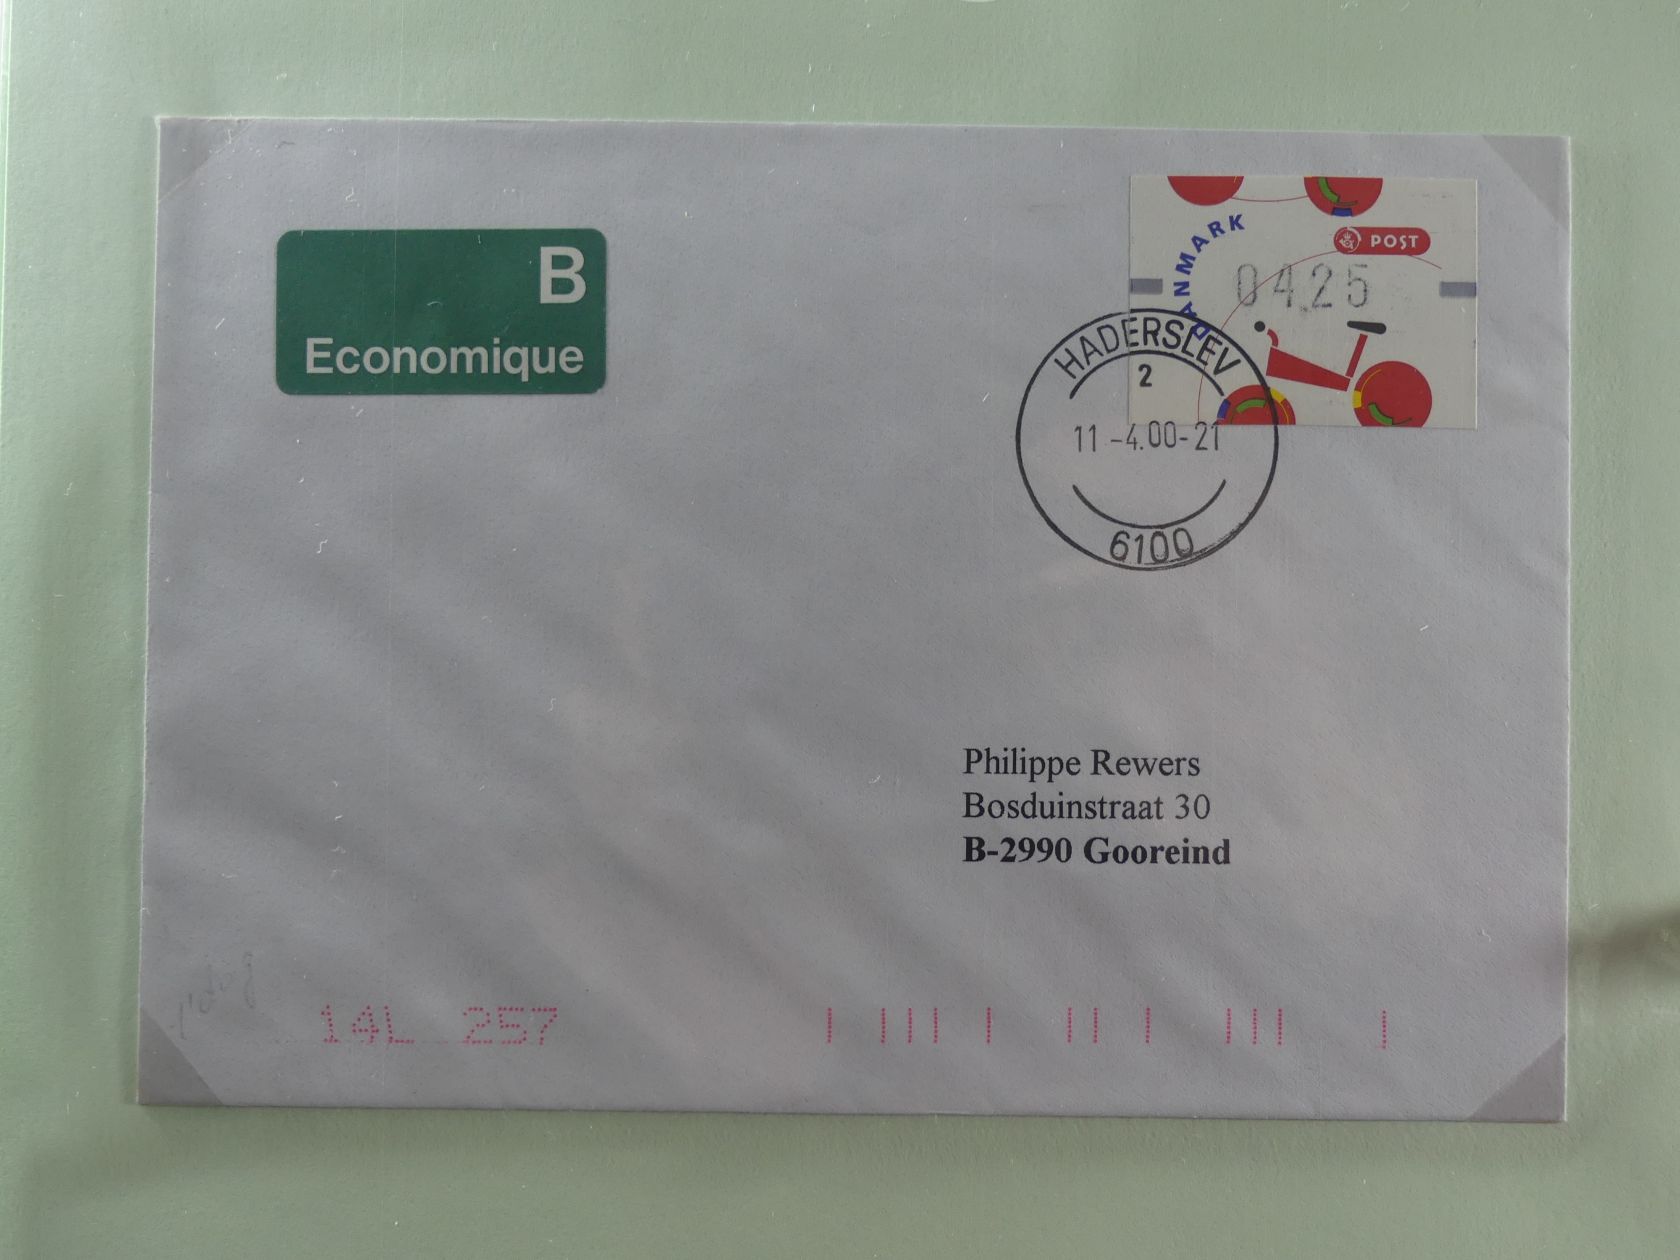 B
Economique
DANMARK
POST
04.25
HADERSLEV
2
11-4.00-21
6100
Philippe Rewers
Bosduinstraat 30
B-2990 Gooreind
14L 257